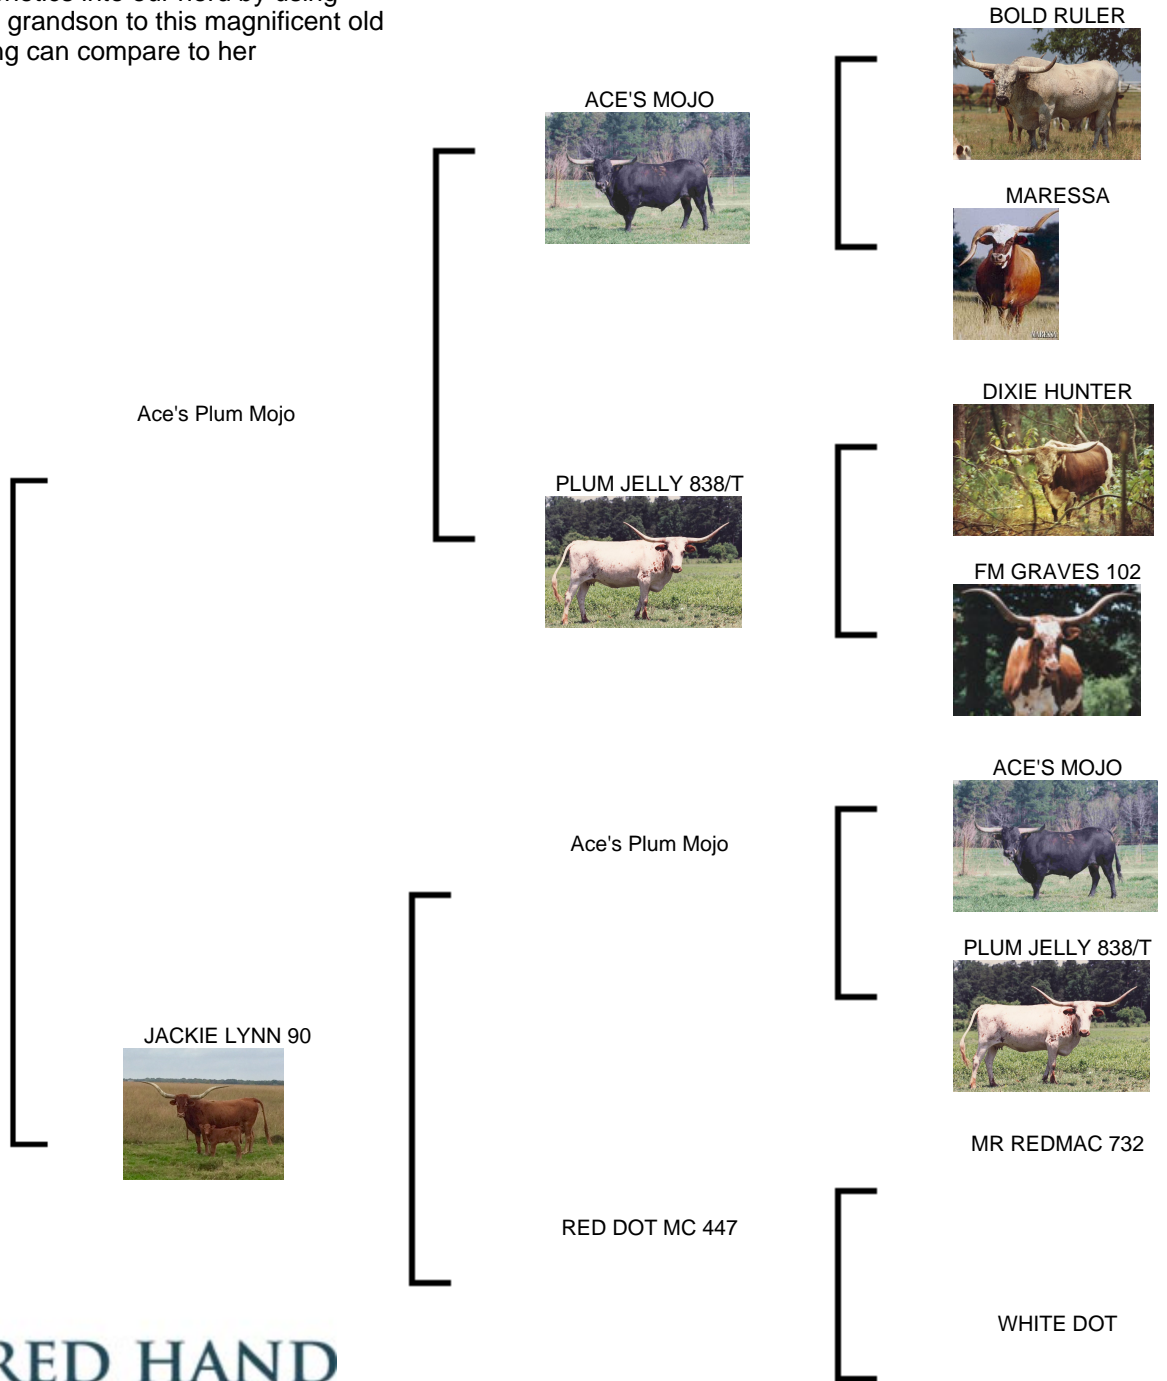 grandson to this magnificent old
can compare to her
BOLD RULER
ACE'S MOJO
MARESSA
DIXIE HUNTER
Ace's Plum Mojo
PLUM JELLY 838/T
FM GRAVES 102
ACE'S MOJO
Ace's Plum Mojo
PLUM JELLY 838/T
JACKIE LYNN 90
MR REDMAC 732
RED DOT MC 447
WHITE DOT
RED HAND